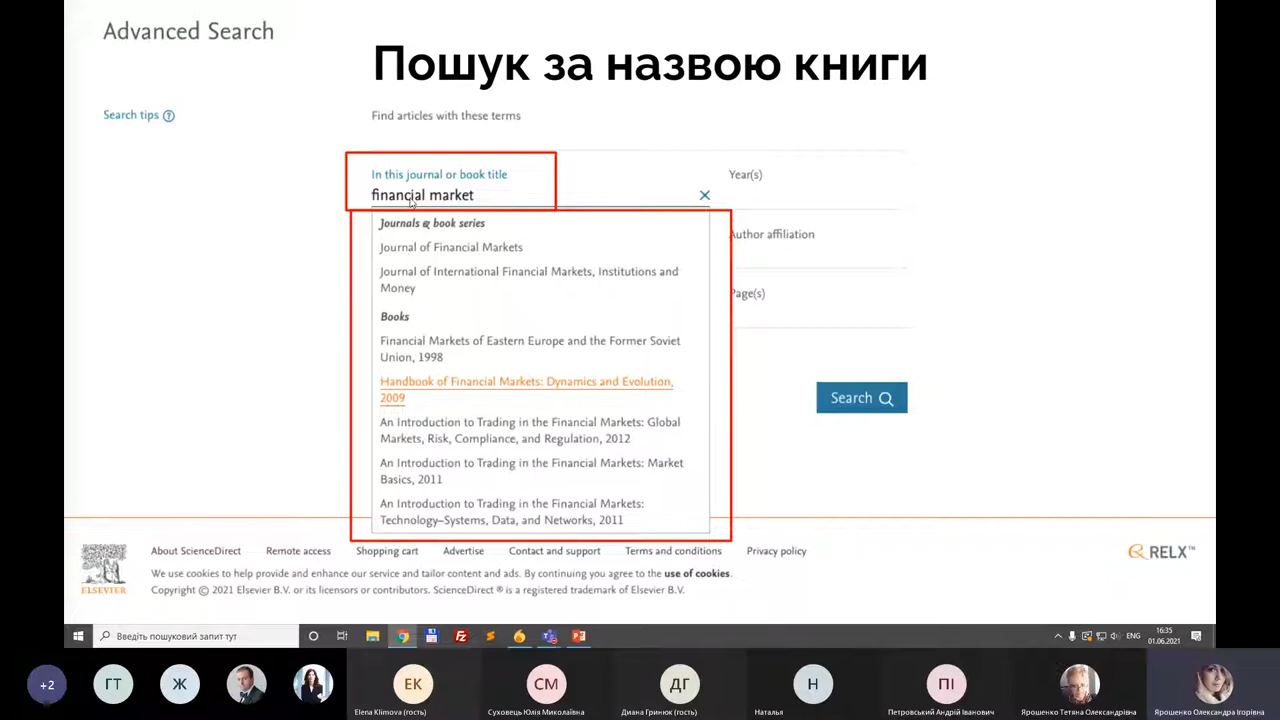 Advanced Search
Пошук за назвою книги
Search tips ?
Find articles with these terms
In this journal or book title
financial market
Year(s)
Journals & book series
Journal of Financial Markets
Author affiliation
Journal of International Financial Markets, Institutions and
Money
Page(s)
Books
Financial Markets of Eastern Europe and the Former Soviet
Union, 1998
Handbook of Financial Markets: Dynamics and Evolution,
2009
Search
An Introduction to Trading in the Financial Markets: Global
Markets, Risk, Compliance, and Regulation, 2012
An Introduction to Trading in the Financial Markets: Market
Basics, 2011
An Introduction to Trading in the Financial Markets:
Technology–Systems, Data, and Networks, 2011
About ScienceDirect Remote access Shopping cart Advertise Contact and support Terms and conditions Privacy policy
RELX™
We use cookies to help provide and enhance our service and tailor content and ads. By continuing you agree to the use of cookies.
Copyright © 2021 Elsevier B.V. or its licensors or contributors. ScienceDirect ® is a registered trademark of Elsevier B.V.
ELSEVIER
Введіть пошуковий запит тут
ENG
16:35
01.06.2021
+2 ГТ Ж ЕК СМ ДГ Н ПІ
Elena Klimova (гость) Суховець Юлія Миколаївна Диана Гринюк (гость) Наталья Петровський Андрій Іванович Ярошенко Тетяна Олександрівна Ярошенко Олександра Ігорівна